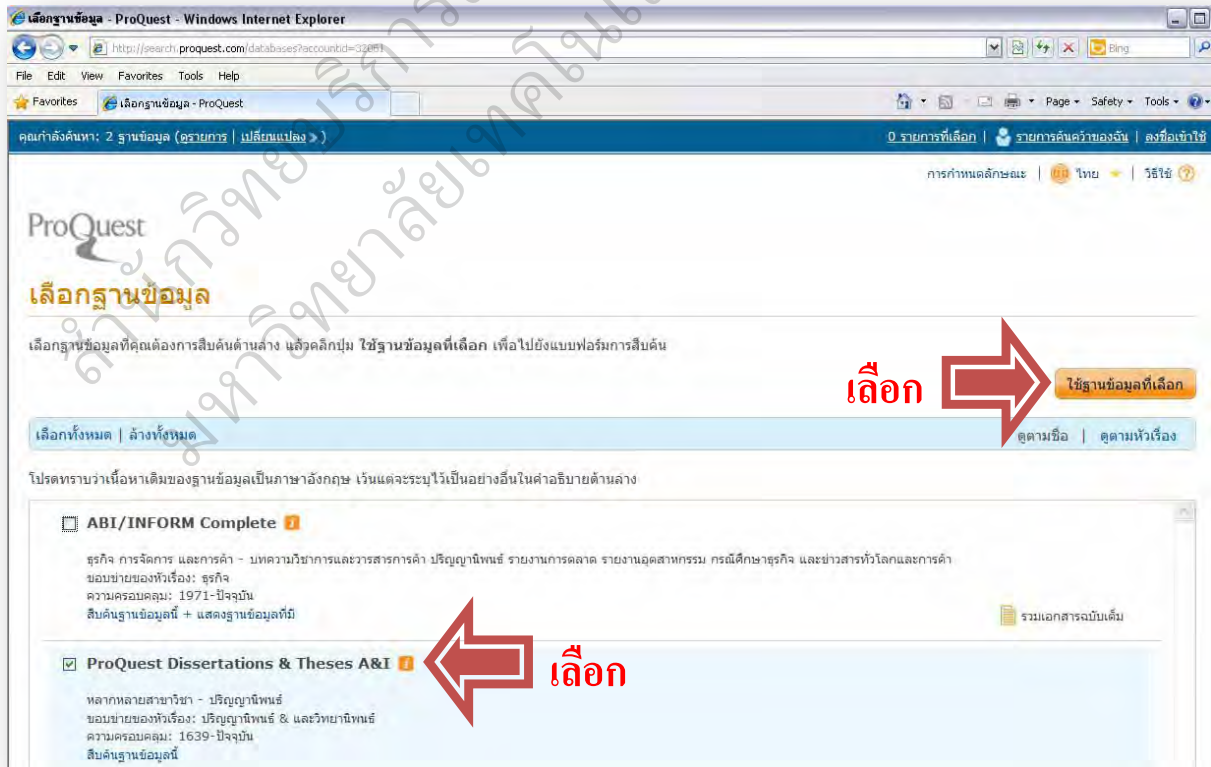 เลือกฐานข้อมูล - ProQuest - Windows Internet Explorer
http://search.proquest.com/databases?accountid=32063
Bing
File Edit View Favorites Tools Help
Favorites เลือกฐานข้อมูล - ProQuest Page Safety Tools
คุณกำลังค้นหา: 2 ฐานข้อมูล (ดูรายการ | เปลี่ยนแปลง » ) 0 รายการที่เลือก | รายการค้นคว้าของฉัน | ลงชื่อเข้าใช้
การกำหนดลักษณะ | ไทย | วิธีใช้ ?
ProQuest
เลือกฐานข้อมูล
เลือกฐานข้อมูลที่คุณต้องการสืบค้นด้านล่าง แล้วคลิกปุ่ม ใช้ฐานข้อมูลที่เลือก เพื่อไปยังแบบฟอร์มการสืบค้น
เลือก ใช้ฐานข้อมูลที่เลือก
เลือกทั้งหมด | ล้างทั้งหมด ดูตามชื่อ | ดูตามหัวเรื่อง
โปรดทราบว่าเนื้อหาเดิมของฐานข้อมูลเป็นภาษาอังกฤษ เว้นแต่จะระบุไว้เป็นอย่างอื่นในคำอธิบายด้านล่าง
ABI/INFORM Complete i
ธุรกิจ การจัดการ และการค้า - บทความวิชาการและวารสารการค้า ปริญญานิพนธ์ รายงานการตลาด รายงานอุตสาหกรรม กรณีศึกษาธุรกิจ และข่าวสารทั่วโลกและการค้า
ขอบข่ายของหัวเรื่อง: ธุรกิจ
ความครอบคลุม: 1971-ปัจจุบัน
สืบค้นฐานข้อมูลนี้ + แสดงฐานข้อมูลที่มี รวมเอกสารฉบับเต็ม
ProQuest Dissertations & Theses A&I i เลือก
หลากหลายสาขาวิชา - ปริญญานิพนธ์
ขอบข่ายของหัวเรื่อง: ปริญญานิพนธ์ & และวิทยานิพนธ์
ความครอบคลุม: 1639-ปัจจุบัน
สืบค้นฐานข้อมูลนี้